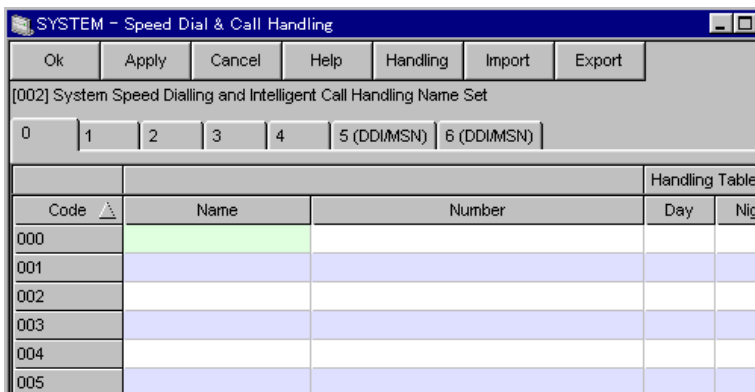 SYSTEM - Speed Dial & Call Handling
Ok Apply Cancel Help Handling Import Export
[002] System Speed Dialling and Intelligent Call Handling Name Set
0 1 2 3 4 5 (DDI/MSN) 6 (DDI/MSN)
Handling Table
Code Name Number Day Nig
000
001
002
003
004
005